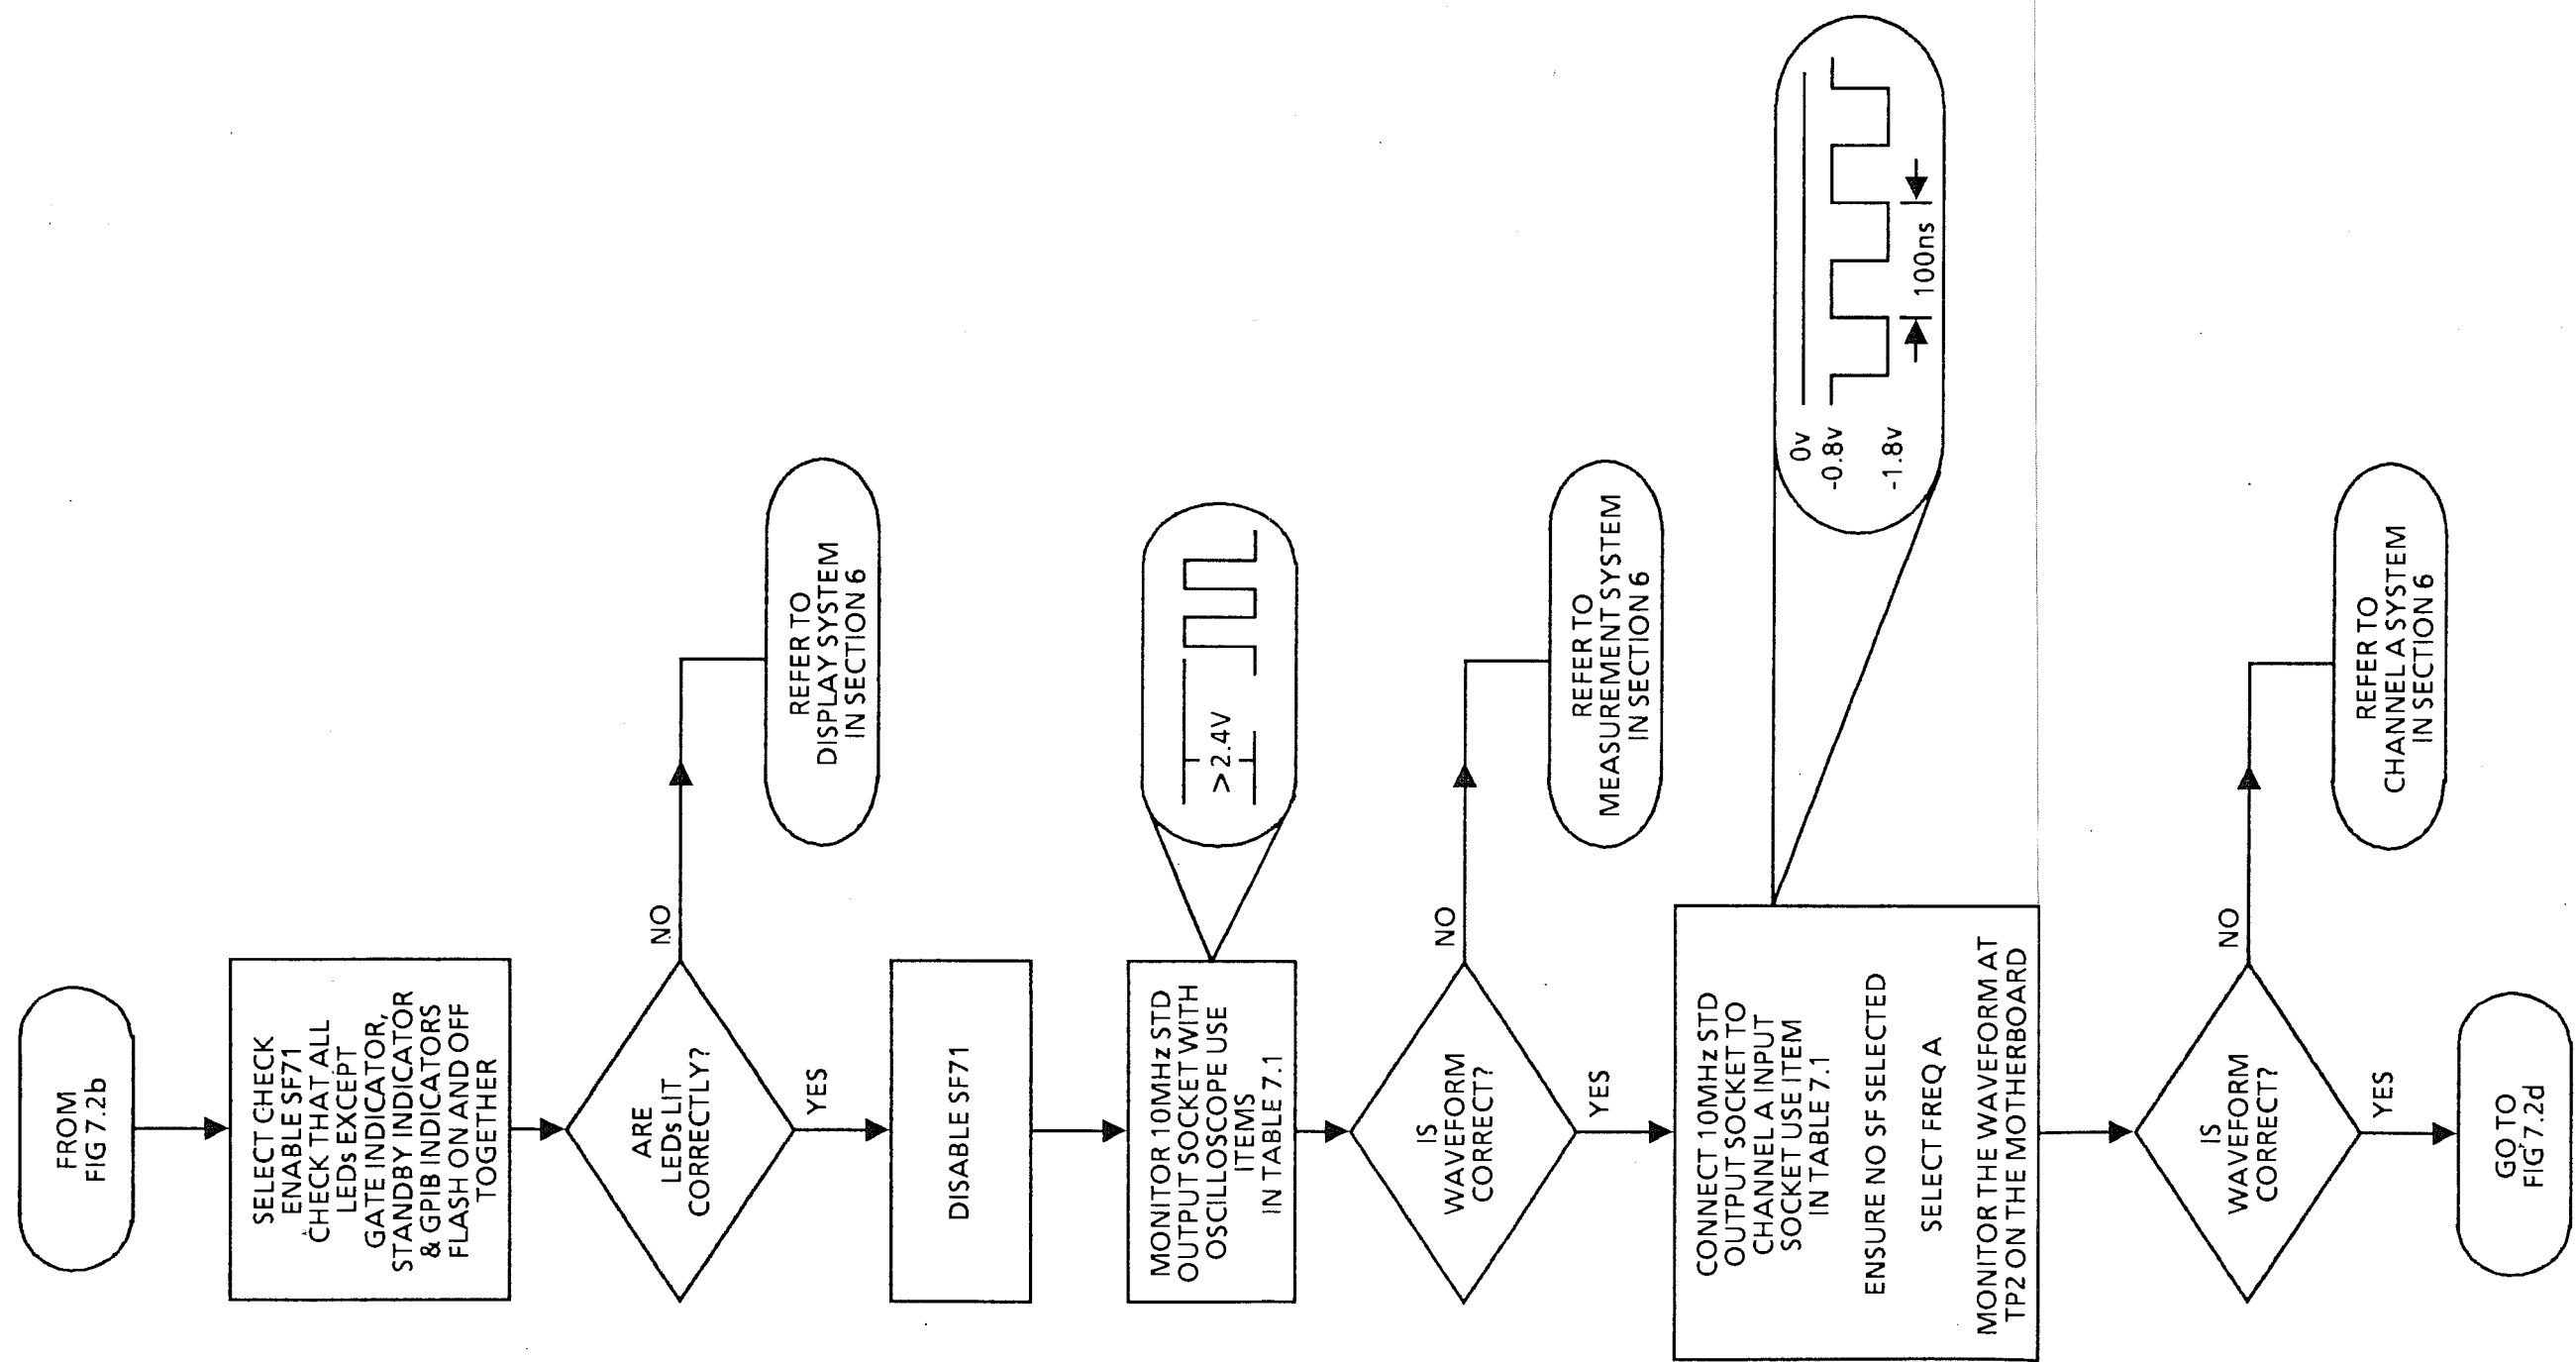 FROM
FIG 7.2b
SELECT CHECK
ENABLE SF71
CHECK THAT ALL
LEDs EXCEPT
GATE INDICATOR,
STANDBY INDICATOR
& GPIB INDICATORS
FLASH ON AND OFF
TOGETHER
ARE
LEDs LIT
CORRECTLY?
NO
REFER TO
DISPLAY SYSTEM
IN SECTION 6
YES
DISABLE SF71
MONITOR 10MHz STD
OUTPUT SOCKET WITH
OSCILLOSCOPE USE
ITEMS
IN TABLE 7.1
>2.4V
IS
WAVEFORM
CORRECT?
NO
REFER TO
MEASUREMENT SYSTEM
IN SECTION 6
YES
CONNECT 10MHz STD
OUTPUT SOCKET TO
CHANNEL A INPUT
SOCKET USE ITEM
IN TABLE 7.1
ENSURE NO SF SELECTED
SELECT FREQ A
MONITOR THE WAVEFORM AT
TP2 ON THE MOTHERBOARD
0v
-0.8v
-1.8v
100ns
IS
WAVEFORM
CORRECT?
NO
REFER TO
CHANNEL A SYSTEM
IN SECTION 6
YES
GO TO
FIG 7.2d